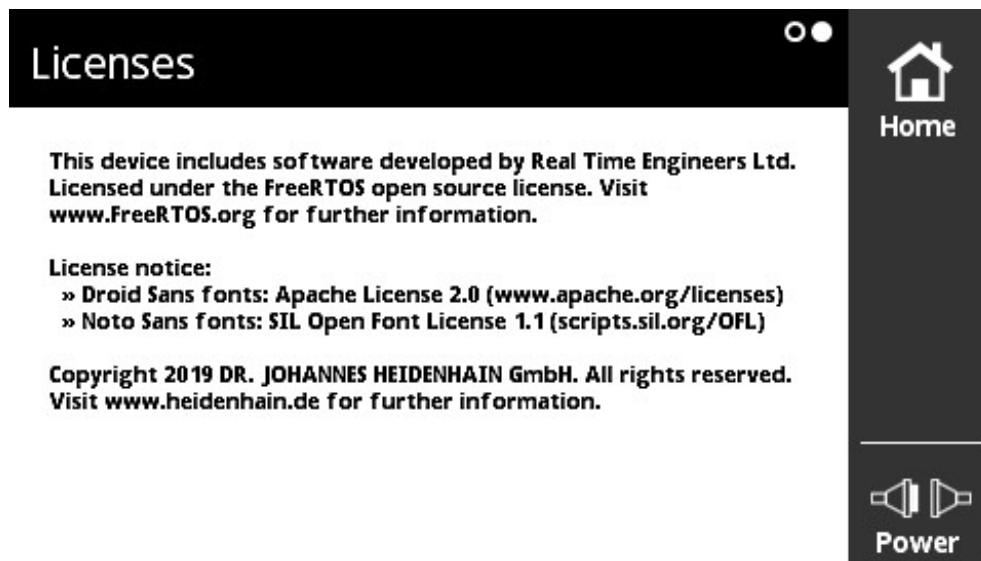 Licenses
Home
This device includes software developed by Real Time Engineers Ltd.
Licensed under the FreeRTOS open source license. Visit
www.FreeRTOS.org for further information.
License notice:
» Droid Sans fonts: Apache License 2.0 (www.apache.org/licenses)
» Noto Sans fonts: SIL Open Font License 1.1 (scripts.sil.org/OFL)
Copyright 2019 DR. JOHANNES HEIDENHAIN GmbH. All rights reserved.
Visit www.heidenhain.de for further information.
Power